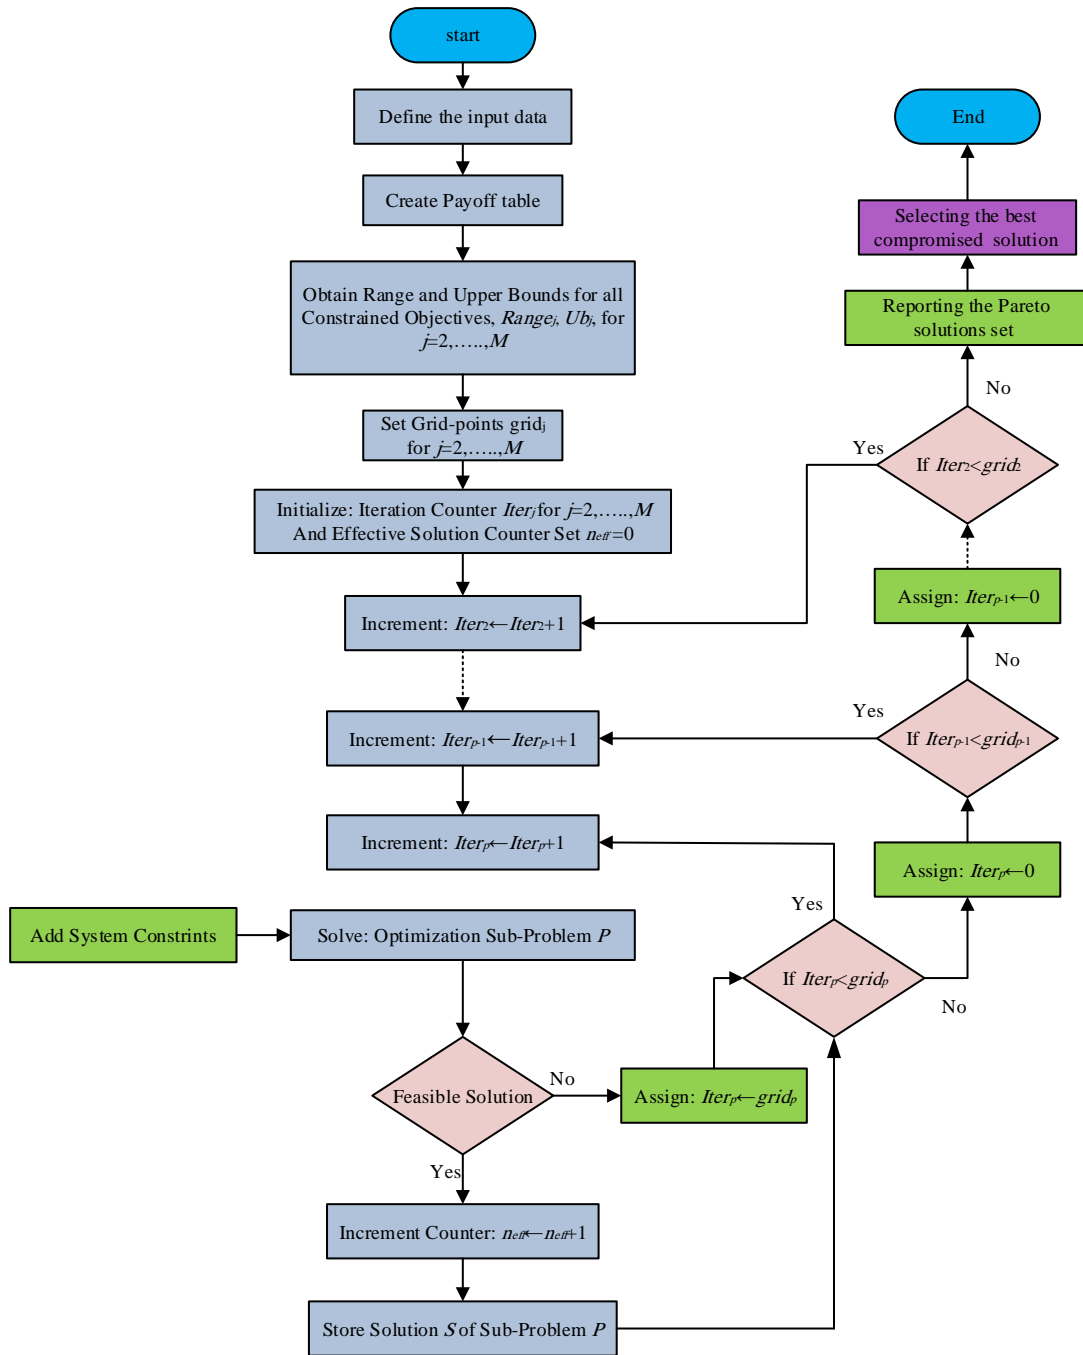 start
Define the input data
Create Payoff table
Obtain Range and Upper Bounds for all
Constrained Objectives, Rangej, Ubj, for
j=2,.....,M
Set Grid-points gridj
for j=2,.....,M
Initialize: Iteration Counter Iterj for j=2,.....,M
And Effective Solution Counter Set neff=0
Increment: Iter2←Iter2+1
Increment: Iterp-1←Iterp-1+1
Increment: Iterp←Iterp+1
Add System Constrints
Solve: Optimization Sub-Problem P
Feasible Solution
No
Yes
Assign: Iterp←gridp
Increment Counter: neff←neff+1
Store Solution S of Sub-Problem P
If Iterp<gridp
Yes
No
Assign: Iterp←0
If Iterp-1<gridp-1
Yes
No
Assign: Iterp-1←0
If Iter2<grid2
Yes
No
Reporting the Pareto
solutions set
Selecting the best
compromised solution
End